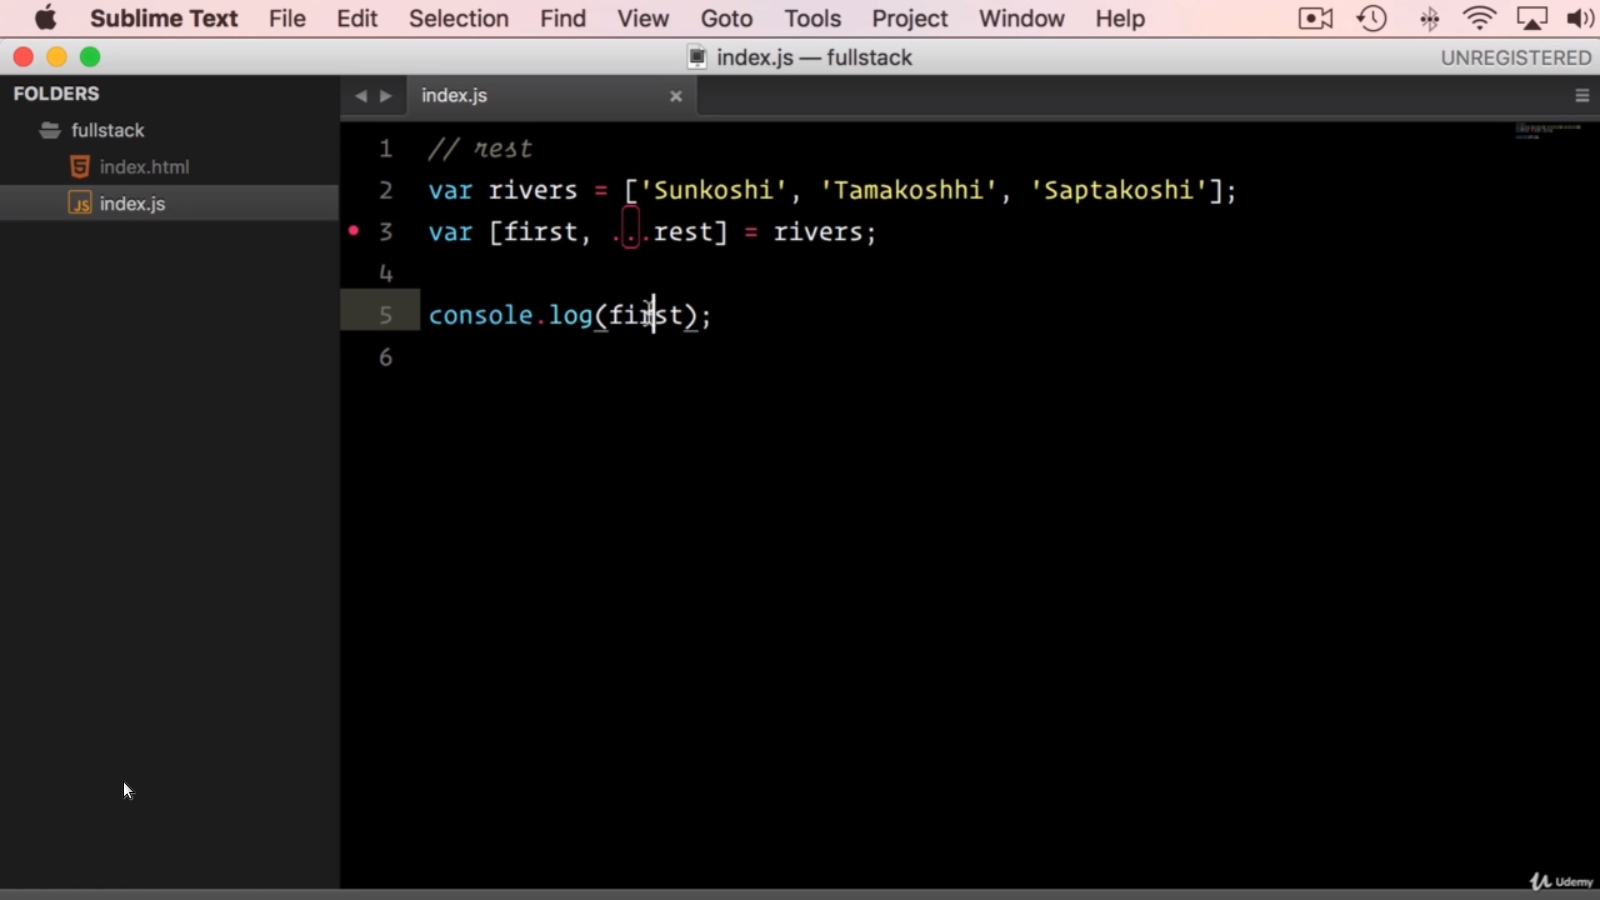 Sublime Text File Edit Selection Find View Goto Tools Project Window Help
index.js — fullstack
UNREGISTERED
FOLDERS
fullstack
index.html
index.js
index.js
1 // rest
2 var rivers = ['Sunkoshi', 'Tamakoshhi', 'Saptakoshi'];
3 var [first, ...rest] = rivers;
4
5 console.log(first);
6
Udemy